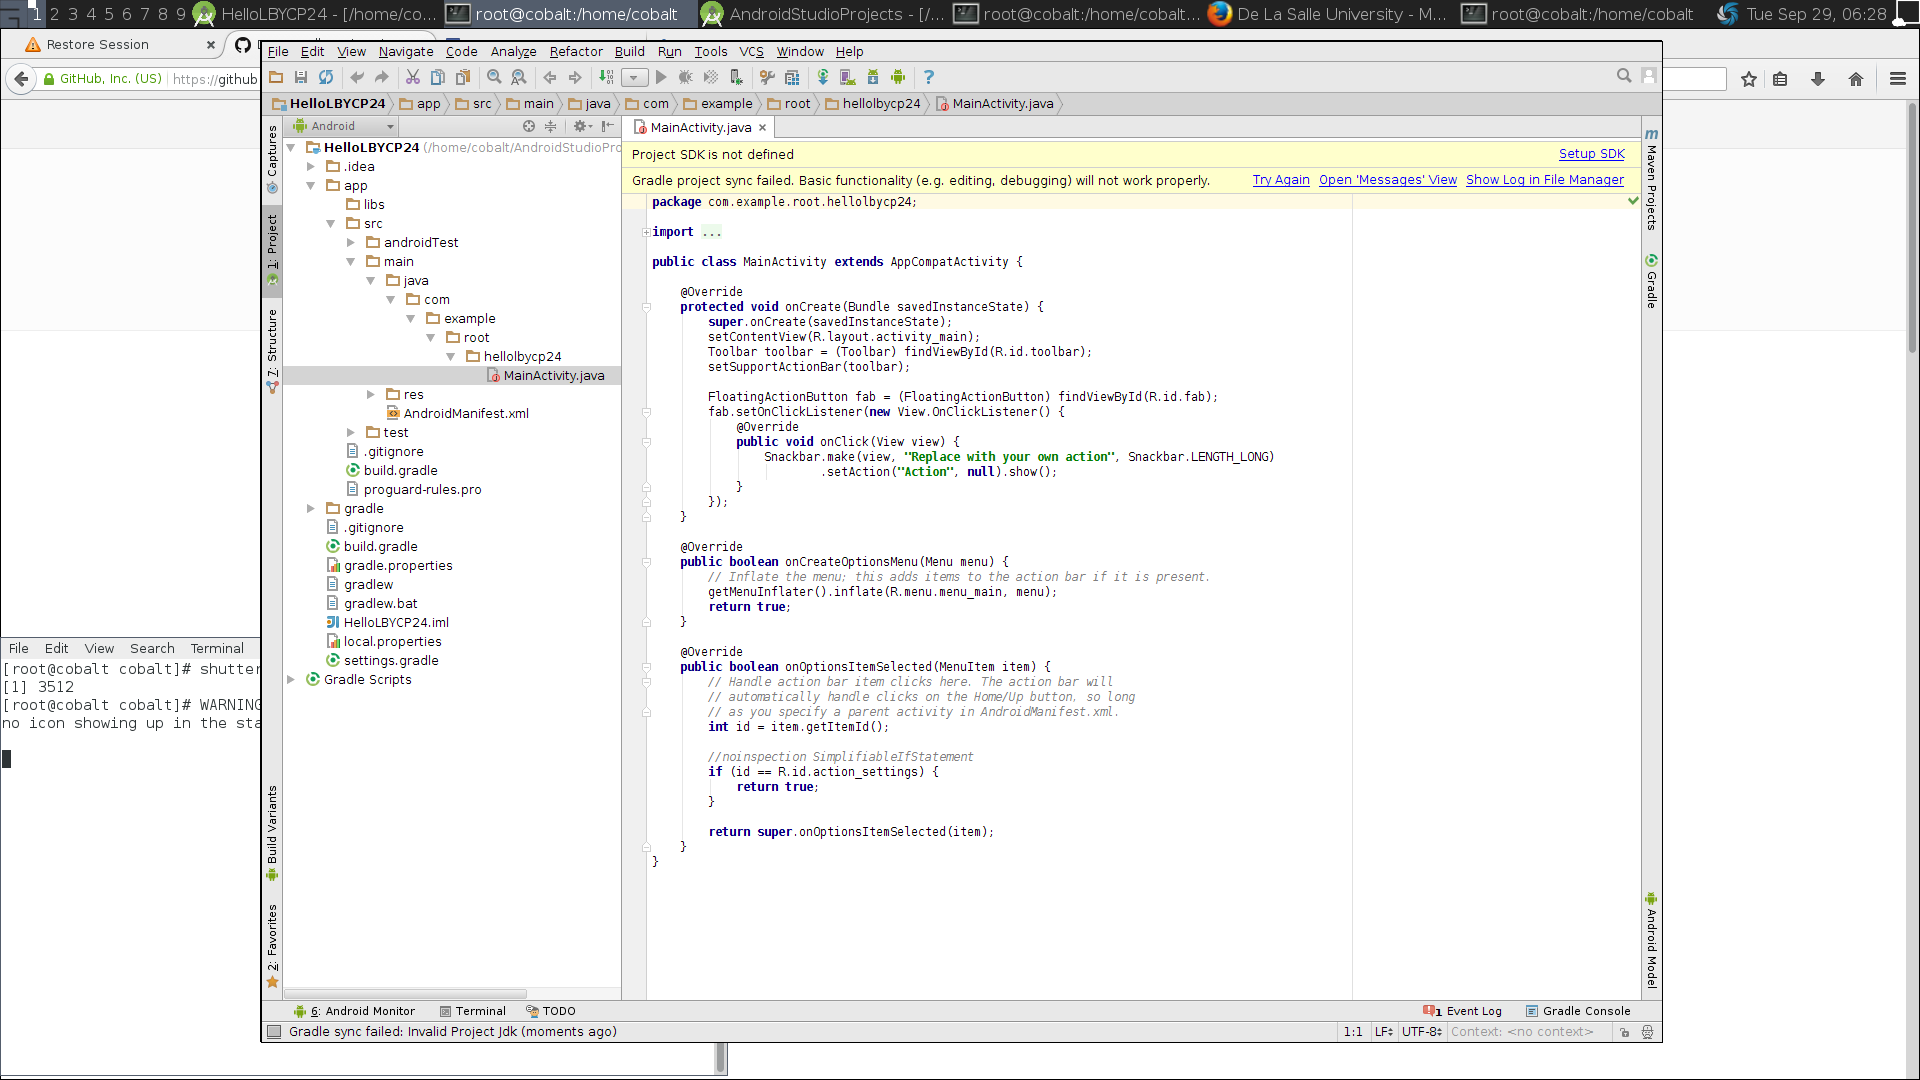 1 2 3 4 5 6 7 8 9 HelloLBYCP24 - [/home/co... root@cobalt:/home/cobalt AndroidStudioProjects - [/... root@cobalt:/home/cobalt... De La Salle University - M... root@cobalt:/home/cobalt Tue Sep 29, 06:28
Restore Session
GitHub, Inc. (US) https://github
File Edit View Navigate Code Analyze Refactor Build Run Tools VCS Window Help
HelloLBYCP24 app src main java com example root hellolbycp24 MainActivity.java
Captures
1: Project
7: Structure
Build Variants
2: Favorites
Android
HelloLBYCP24 (/home/cobalt/AndroidStudioPro
.idea
app
libs
src
androidTest
main
java
com
example
root
hellolbycp24
MainActivity.java
res
AndroidManifest.xml
test
.gitignore
build.gradle
proguard-rules.pro
gradle
.gitignore
build.gradle
gradle.properties
gradlew
gradlew.bat
HelloLBYCP24.iml
local.properties
settings.gradle
Gradle Scripts
MainActivity.java
Project SDK is not defined Setup SDK
Gradle project sync failed. Basic functionality (e.g. editing, debugging) will not work properly. Try Again Open 'Messages' View Show Log in File Manager
package com.example.root.hellolbycp24;
import ...
public class MainActivity extends AppCompatActivity {
@Override
protected void onCreate(Bundle savedInstanceState) {
super.onCreate(savedInstanceState);
setContentView(R.layout.activity_main);
Toolbar toolbar = (Toolbar) findViewById(R.id.toolbar);
setSupportActionBar(toolbar);
FloatingActionButton fab = (FloatingActionButton) findViewById(R.id.fab);
fab.setOnClickListener(new View.OnClickListener() {
@Override
public void onClick(View view) {
Snackbar.make(view, "Replace with your own action", Snackbar.LENGTH_LONG)
.setAction("Action", null).show();
}
});
}
@Override
public boolean onCreateOptionsMenu(Menu menu) {
// Inflate the menu; this adds items to the action bar if it is present.
getMenuInflater().inflate(R.menu.menu_main, menu);
return true;
}
@Override
public boolean onOptionsItemSelected(MenuItem item) {
// Handle action bar item clicks here. The action bar will
// automatically handle clicks on the Home/Up button, so long
// as you specify a parent activity in AndroidManifest.xml.
int id = item.getItemId();
//noinspection SimplifiableIfStatement
if (id == R.id.action_settings) {
return true;
}
return super.onOptionsItemSelected(item);
}
}
Maven Projects
Gradle
Android Model
6: Android Monitor Terminal TODO Event Log Gradle Console
Gradle sync failed: Invalid Project Jdk (moments ago) 1:1 LF UTF-8 Context: <no context>
File Edit View Search Terminal
[root@cobalt cobalt]# shutter
[1] 3512
[root@cobalt cobalt]# WARNING
no icon showing up in the sta